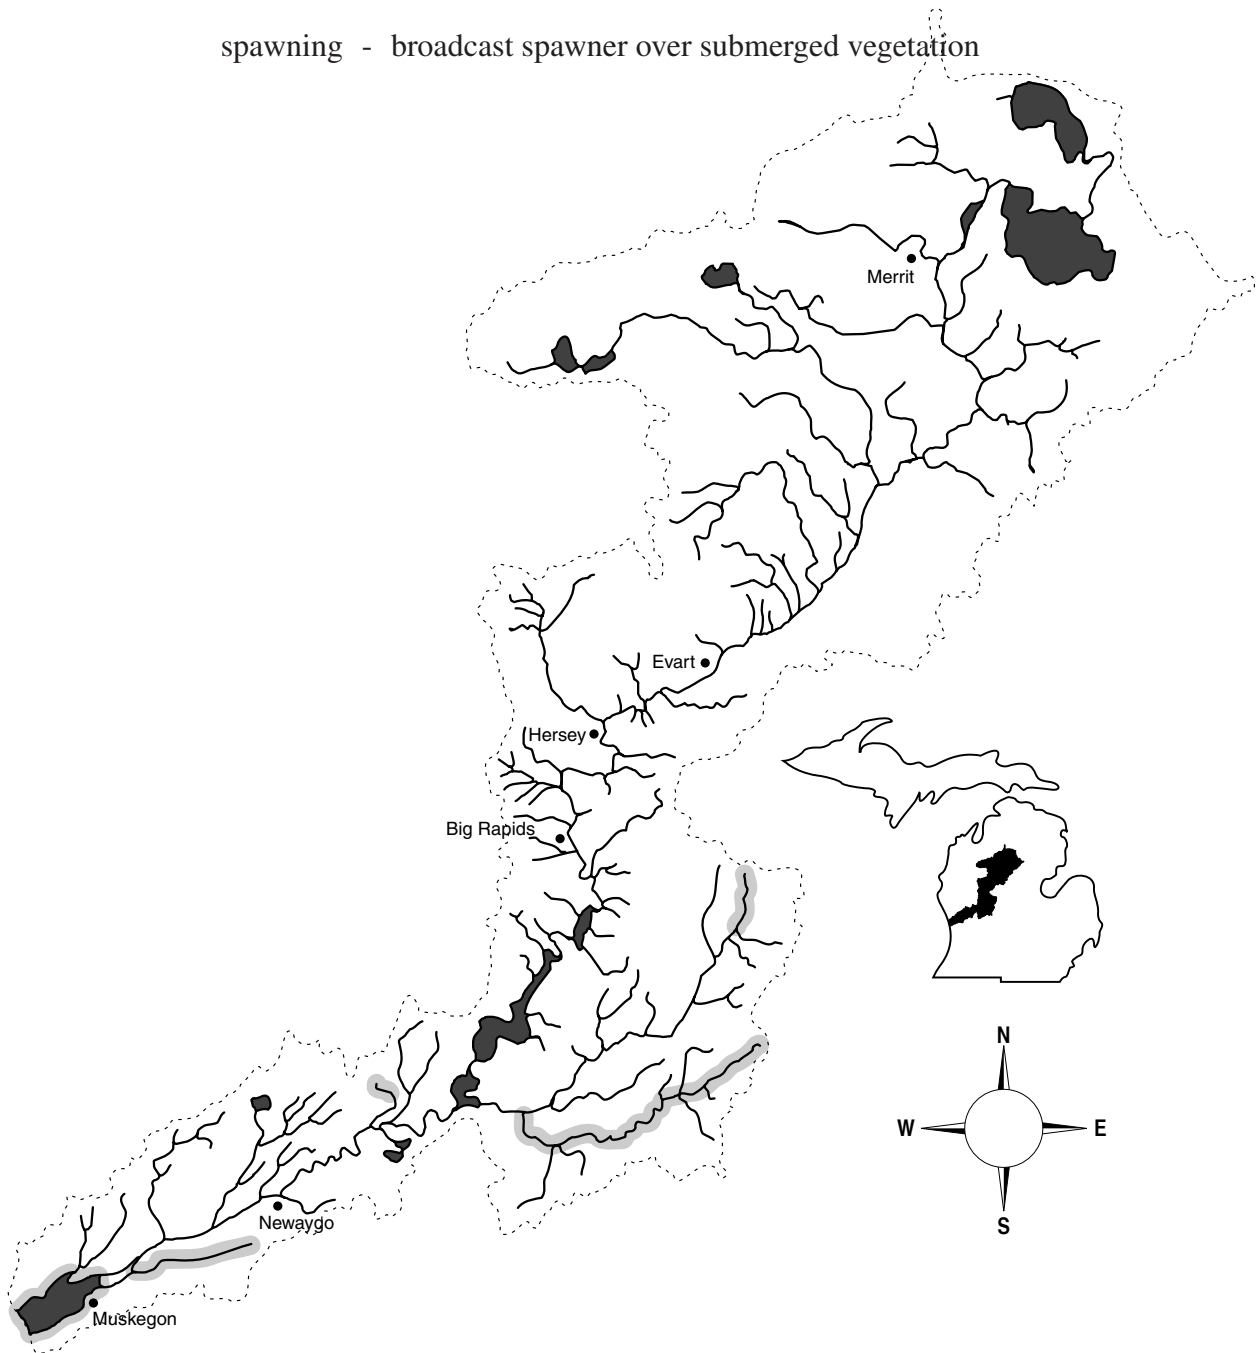 spawning - broadcast spawner over submerged vegetation
Merrit
Evart
Hersey
Big Rapids
N
W
E
S
Newaygo
Muskegon